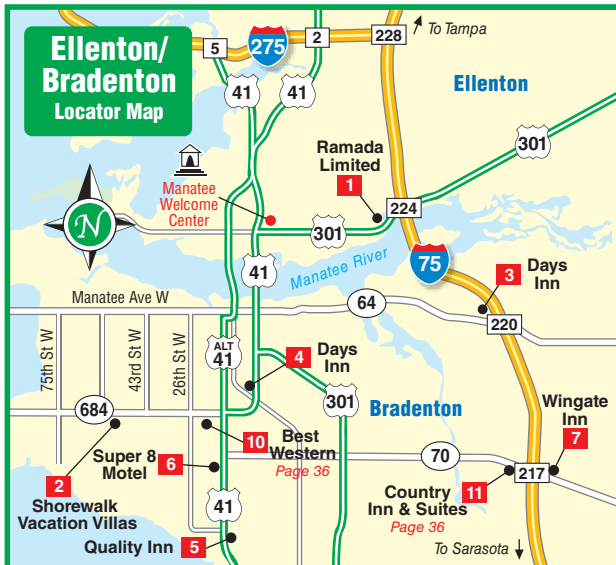 Ellenton/
Bradenton
Locator Map
5
275
2
228
To Tampa
41
41
Ellenton
301
Ramada
Limited
1
224
Manatee
Welcome
Center
301
N
41
Manatee River
75
3
Days
Inn
Manatee Ave W
64
220
75th St W
43rd St W
26th St W
ALT
41
4
Days
Inn
301
Bradenton
Wingate
Inn
7
684
10
Best
Western
Page 36
Super 8
Motel
6
70
2
Shorewalk
Vacation Villas
Country
Inn & Suites
Page 36
11
217
41
Quality Inn
5
To Sarasota